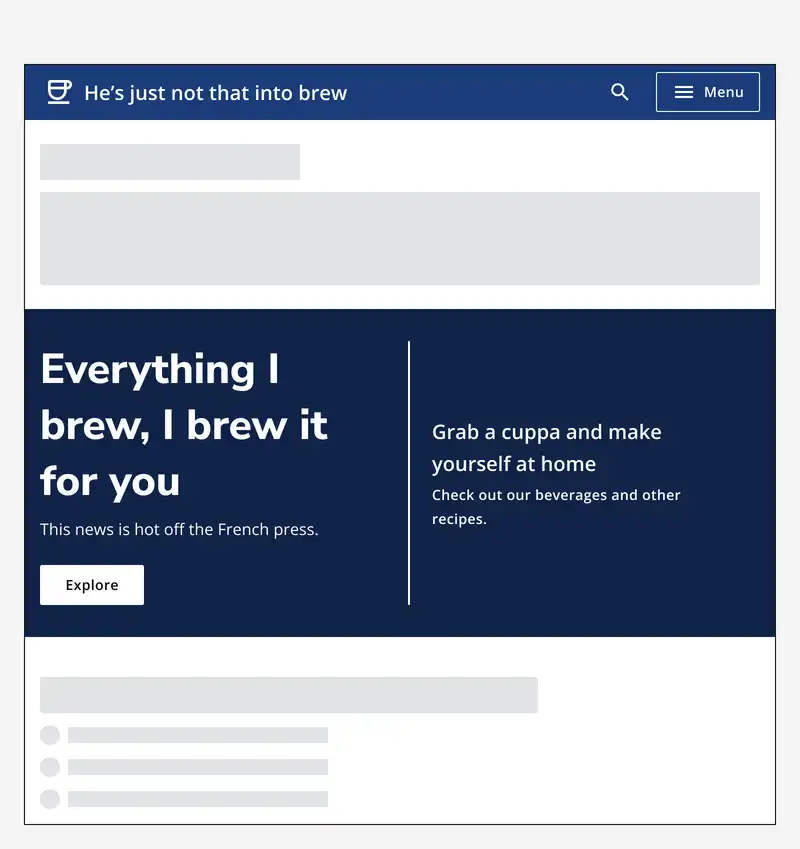 He’s just not that into brew
Menu
Everything I
brew, I brew it
for you
This news is hot off the French press.
Explore
Grab a cuppa and make
yourself at home
Check out our beverages and other
recipes.